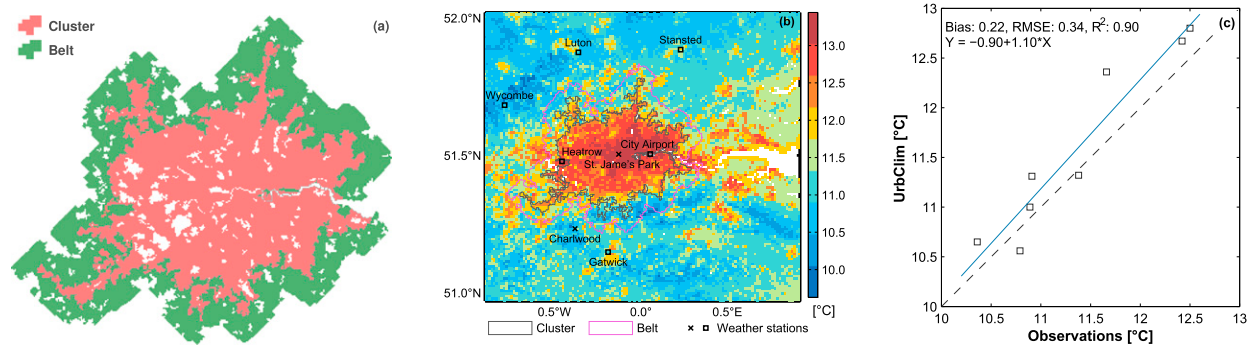 Cluster
Belt
(a)
52.0°N
51.5°N
51.0°N
(b)
Luton
Stansted
Wycombe
Heatrow
City Airport
St. Jame's Park
Charlwood
Gatwick
0.5°W
0.0°
0.5°E
13.0
12.5
12.0
11.5
11.0
10.5
10.0
[°C]
Cluster
Belt
Weather stations
(c)
Bias: 0.22, RMSE: 0.34, R²: 0.90
Y = −0.90+1.10*X
UrbClim [°C]
13
12.5
12
11.5
11
10.5
10
10
10.5
11
11.5
12
12.5
13
Observations [°C]